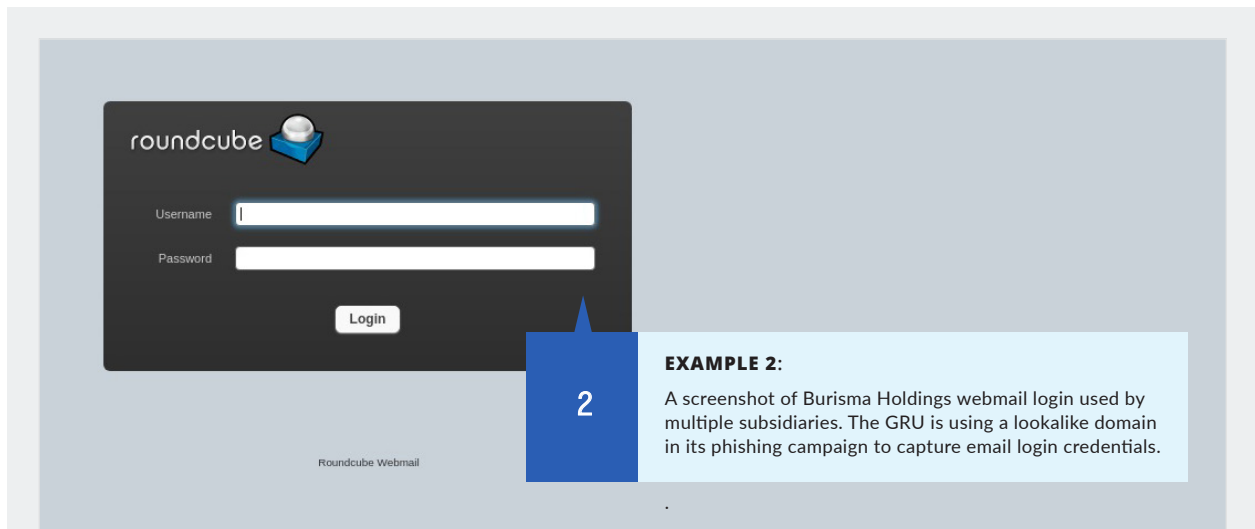 roundcube
Username
Password
Login
Roundcube Webmail
2
EXAMPLE 2:
A screenshot of Burisma Holdings webmail login used by
multiple subsidiaries. The GRU is using a lookalike domain
in its phishing campaign to capture email login credentials.
.